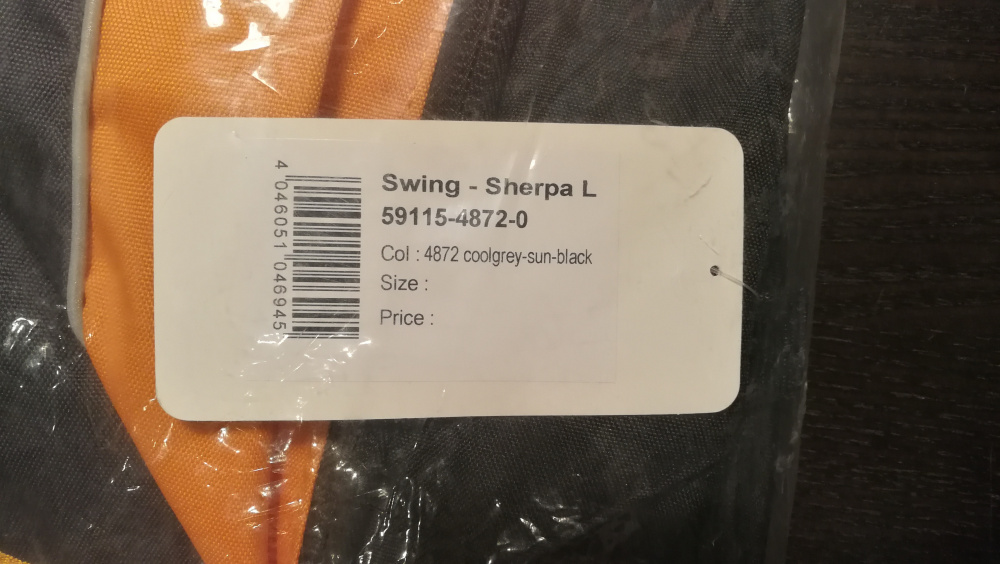 4 046051 046945
Swing - Sherpa L
59115-4872-0
Col : 4872 coolgrey-sun-black
Size :
Price :